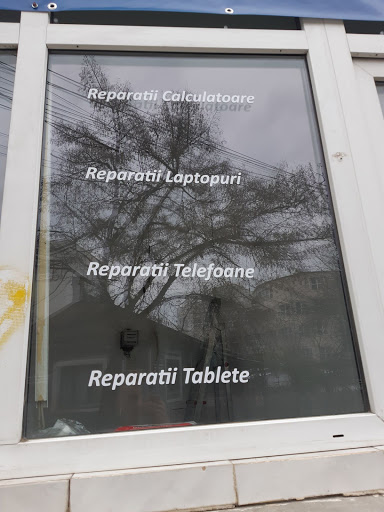 Reparatii Calculatoare
Reparatii Laptopuri
Reparatii Telefoane
Reparatii Tablete